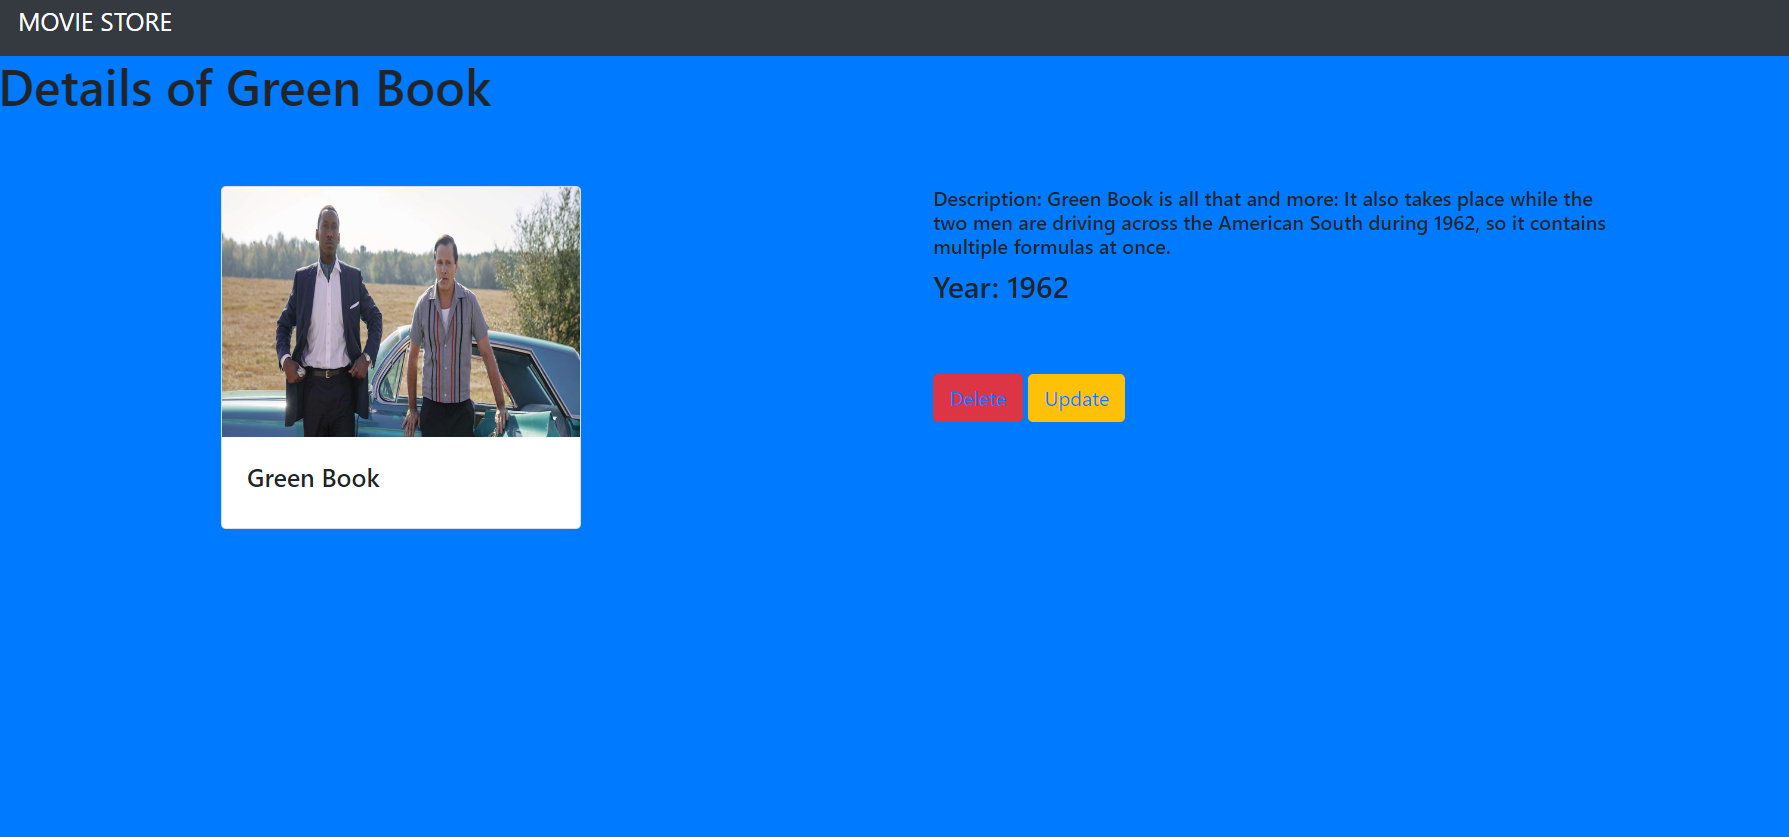 MOVIE STORE
Details of Green Book
Description: Green Book is all that and more: It also takes place while the
two men are driving across the American South during 1962, so it contains
multiple formulas at once.
Year: 1962
Delete Update
Green Book